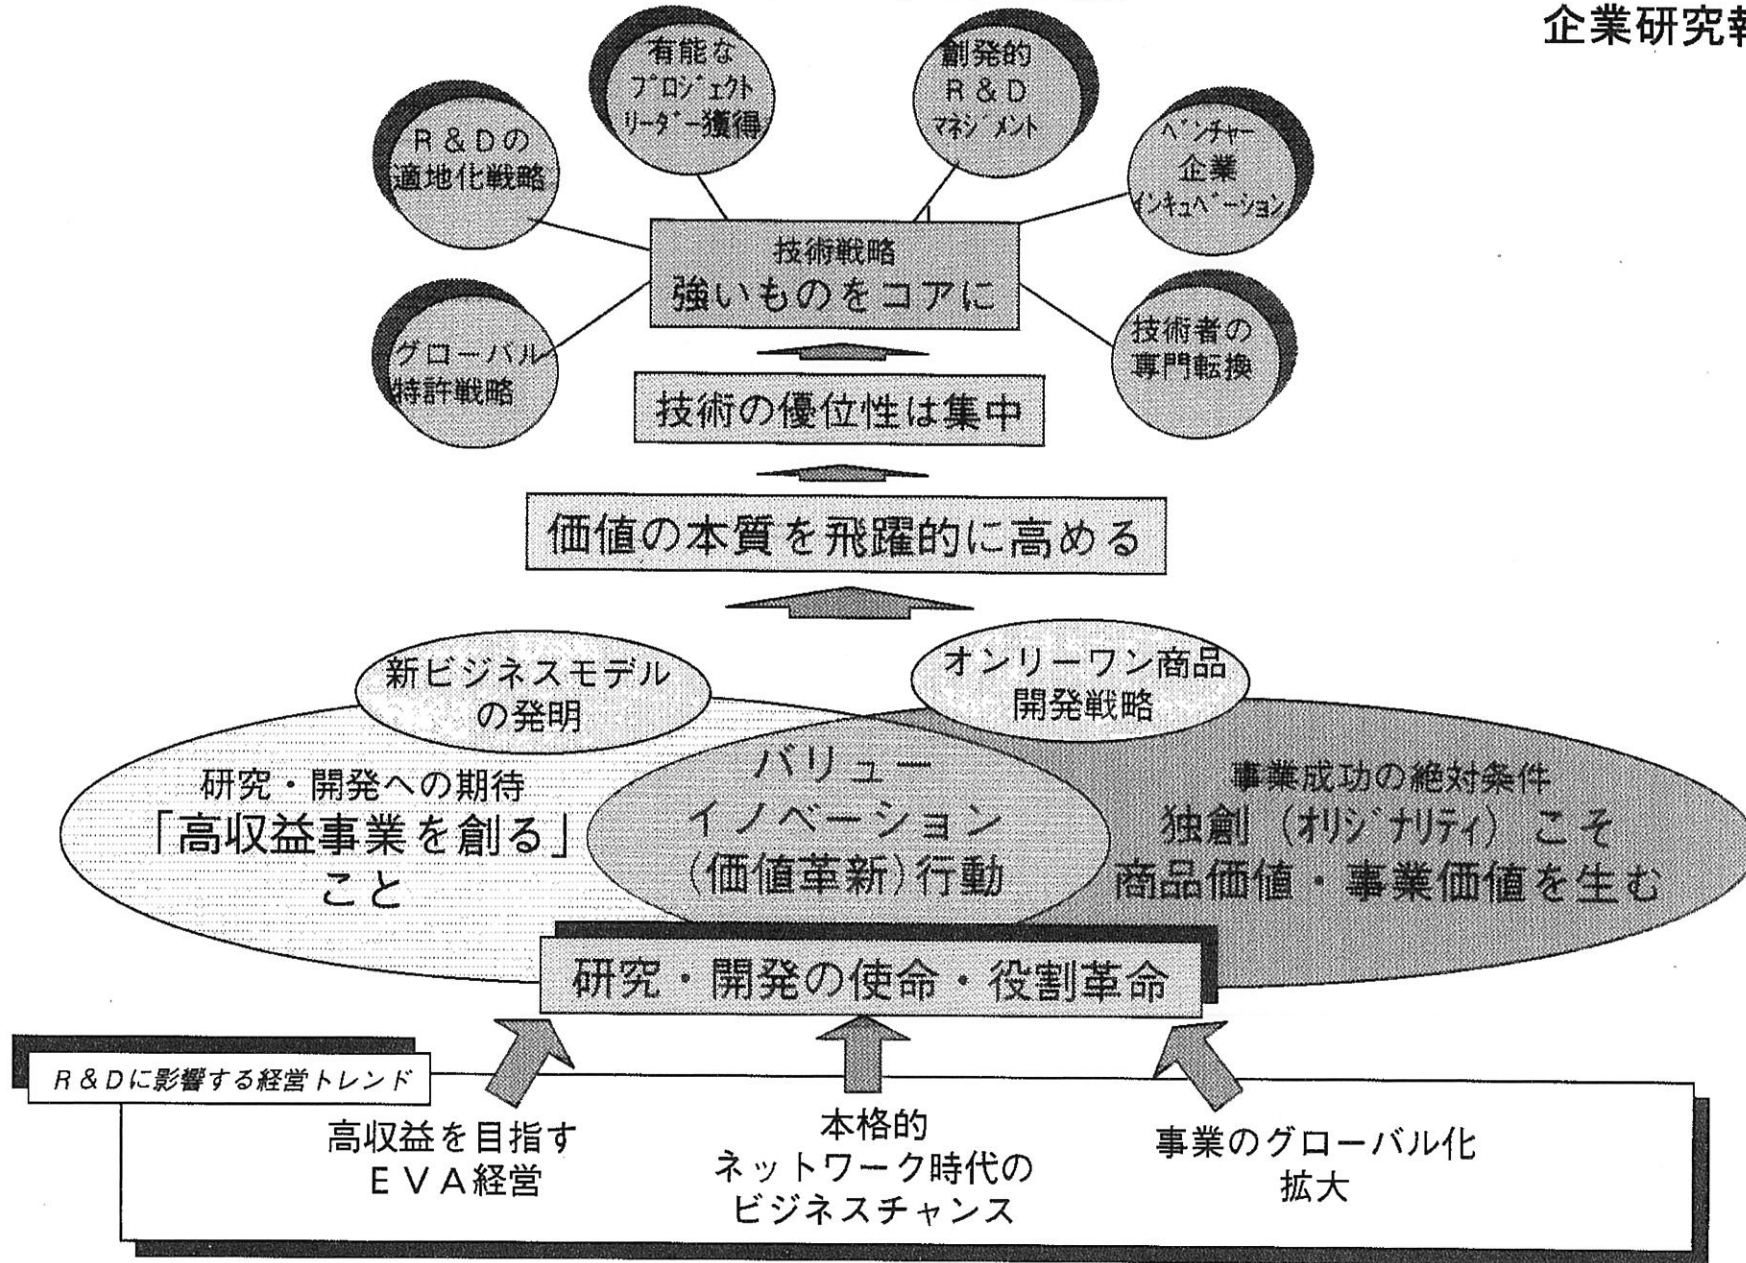 企業研究
有能な
プロジェクト
リーダー獲得
創発的
R&D
マネジメント
R&Dの
適地化戦略
ベンチャー
企業
インキュベーション
技術戦略
強いものをコアに
グローバル
特許戦略
技術者の
専門転換
技術の優位性は集中
価値の本質を飛躍的に高める
新ビジネスモデル
の発明
オンリーワン商品
開発戦略
研究・開発への期待
「高収益事業を創る」
こと
バリュー
イノベーション
(価値革新)行動
事業成功の絶対条件
独創(オリジナリティ)こそ
商品価値・事業価値を生む
研究・開発の使命・役割革命
R&Dに影響する経営トレンド
高収益を目指す
EVA経営
本格的
ネットワーク時代の
ビジネスチャンス
事業のグローバル化
拡大